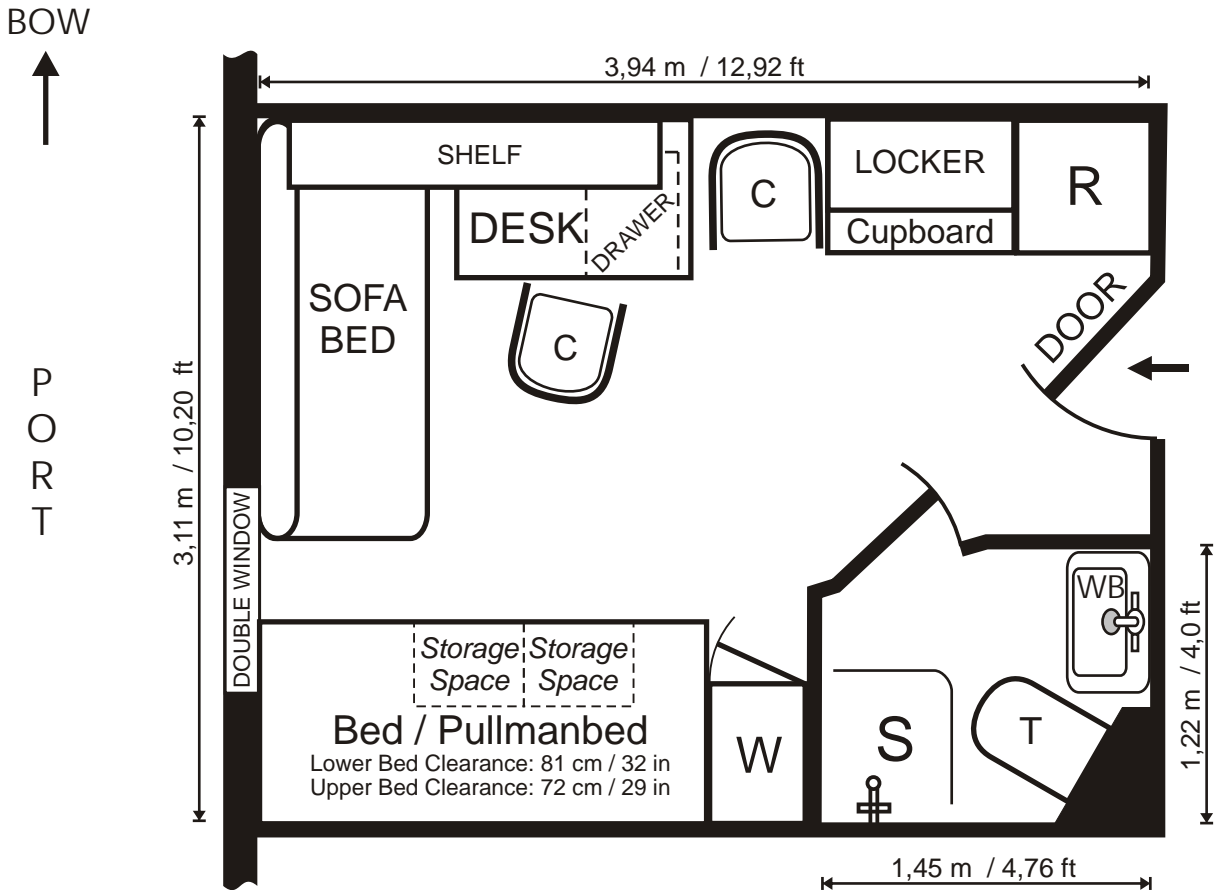 BOW
3,94 m / 12,92 ft
SHELF
DESK
DRAWER
C
LOCKER
Cupboard
R
SOFA
BED
C
DOOR
PORT
3,11 m / 10,20 ft
DOUBLE WINDOW
Storage Storage
Space Space
Bed / Pullmanbed
Lower Bed Clearance: 81 cm / 32 in
Upper Bed Clearance: 72 cm / 29 in
W
S
T
WB
1,22 m / 4,0 ft
1,45 m / 4,76 ft